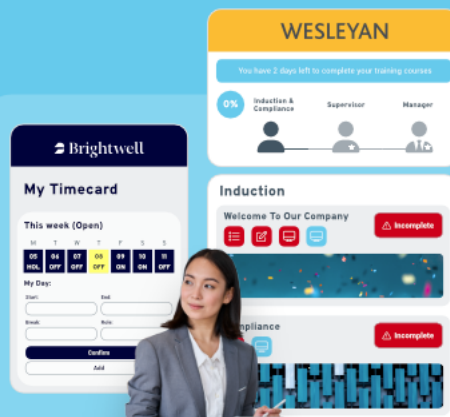 WESLEYAN
You have 2 days left to complete your training courses
0%
Induction &
Compliance
Supervisor
Manager
Brightwell
My Timecard
This week (Open)
M T W T F S S
05 06 07 08 09 10 11
HOL OFF OFF OFF ON ON OFF
My Day:
Start: End:
Break: Role:
Confirm
Add
Induction
Welcome To Our Company
Incomplete
mpliance
Incomplete